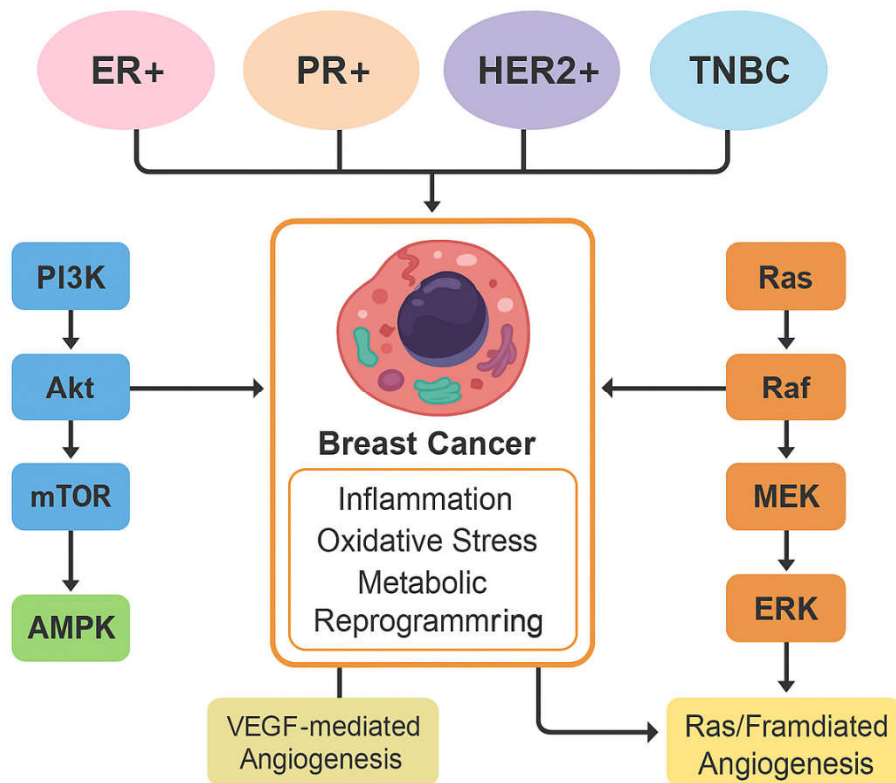 ER+
PR+
HER2+
TNBC
PI3K
Akt
mTOR
AMPK
Breast Cancer
Inflammation
Oxidative Stress
Metabolic
Reprogrammring
Ras
Raf
MEK
ERK
VEGF-mediated
Angiogenesis
Ras/Framdiated
Angiogenesis